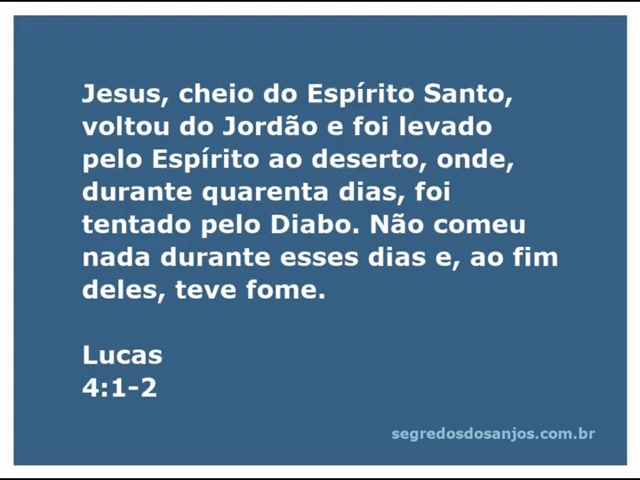 Jesus, cheio do Espírito Santo,
voltou do Jordão e foi levado
pelo Espírito ao deserto, onde,
durante quarenta dias, foi
tentado pelo Diabo. Não comeu
nada durante esses dias e, ao fim
deles, teve fome.
Lucas
4:1-2
segredosdosanjos.com.br